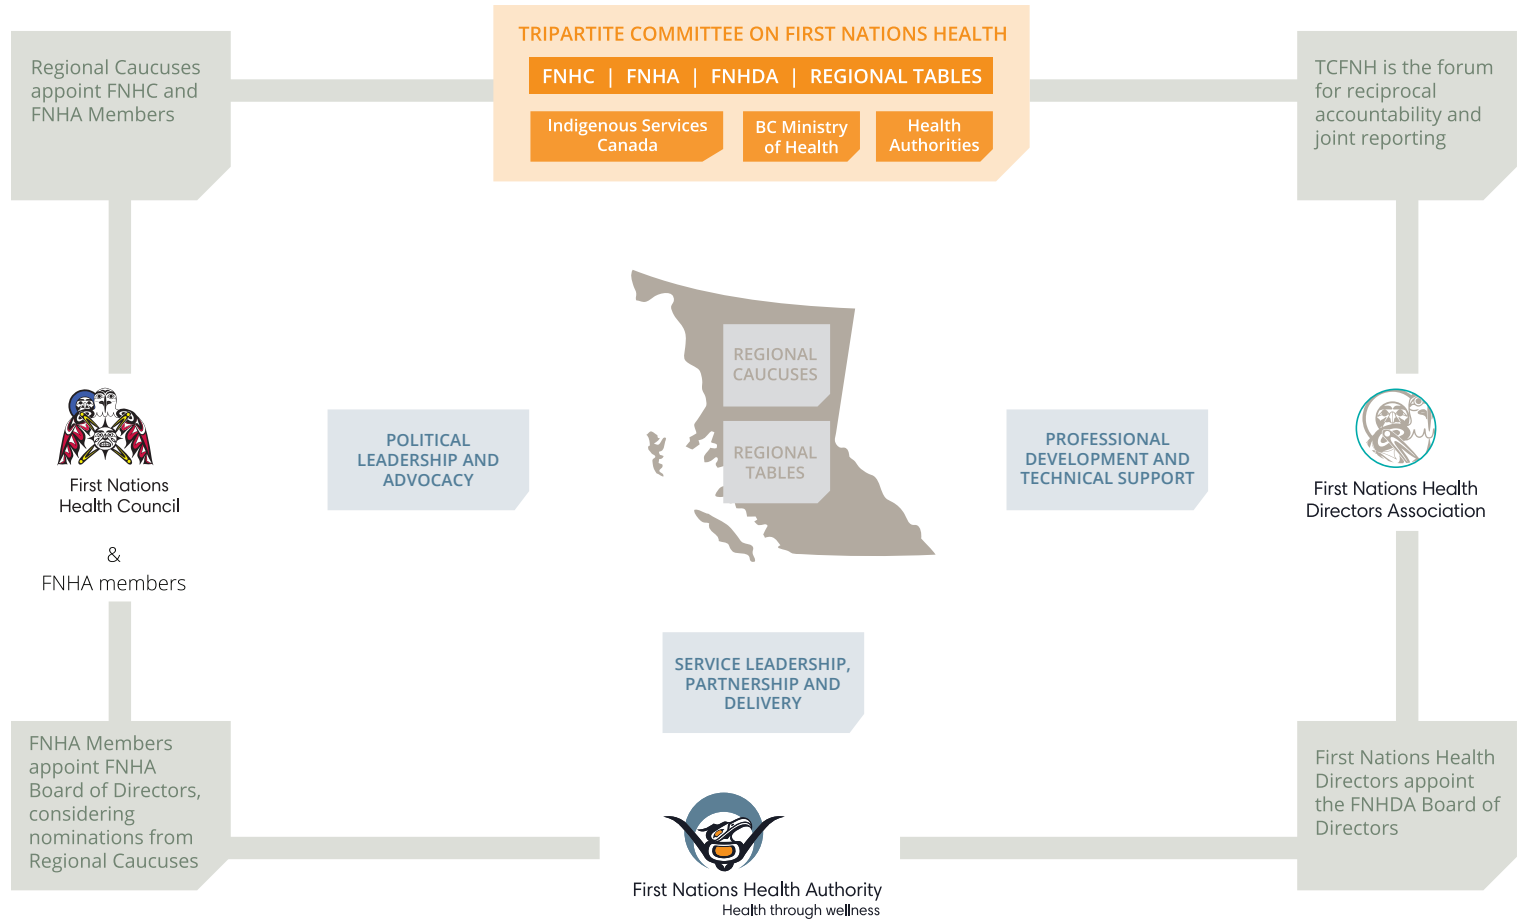 TRIPARTITE COMMITTEE ON FIRST NATIONS HEALTH
FNHC | FNHA | FNHDA | REGIONAL TABLES
Indigenous Services
Canada
BC Ministry
of Health
Health
Authorities
Regional Caucuses
appoint FNHC and
FNHA Members
TCFNH is the forum
for reciprocal
accountability and
joint reporting
REGIONAL
CAUCUSES
REGIONAL
TABLES
First Nations
Health Council
&
FNHA members
POLITICAL
LEADERSHIP AND
ADVOCACY
PROFESSIONAL
DEVELOPMENT AND
TECHNICAL SUPPORT
First Nations Health
Directors Association
SERVICE LEADERSHIP,
PARTNERSHIP AND
DELIVERY
FNHA Members
appoint FNHA
Board of Directors,
considering
nominations from
Regional Caucuses
First Nations Health
Directors appoint
the FNHDA Board of
Directors
First Nations Health Authority
Health through wellness